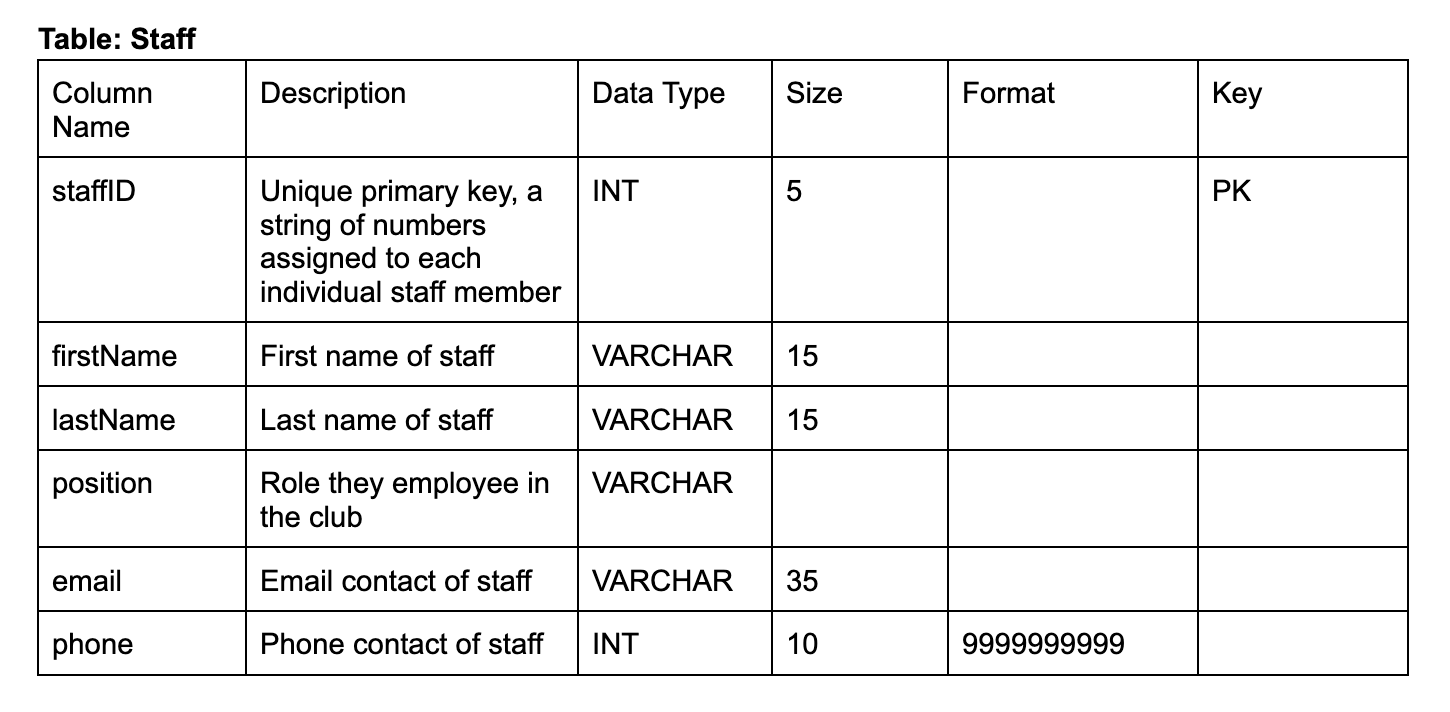 Table: Staff
Column Name Description Data Type Size Format Key
staffID Unique primary key, a string of numbers assigned to each individual staff member INT 5 PK
firstName First name of staff VARCHAR 15
lastName Last name of staff VARCHAR 15
position Role they employee in the club VARCHAR
email Email contact of staff VARCHAR 35
phone Phone contact of staff INT 10 9999999999